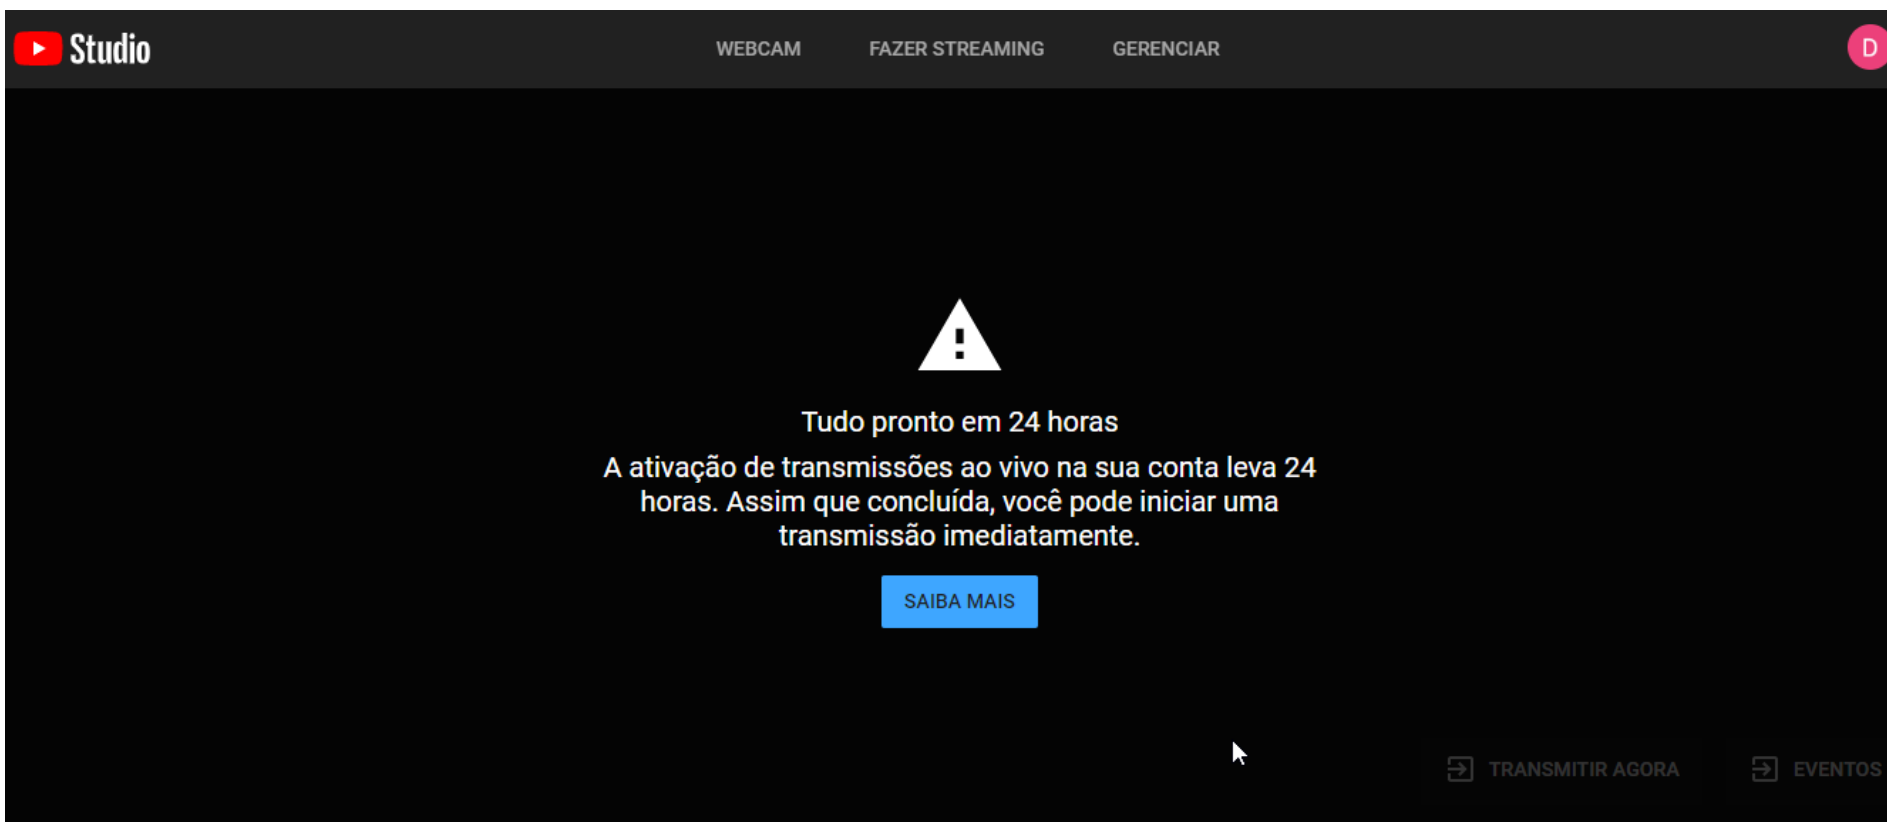 Studio
WEBCAM FAZER STREAMING GERENCIAR
D
Tudo pronto em 24 horas
A ativação de transmissões ao vivo na sua conta leva 24
horas. Assim que concluída, você pode iniciar uma
transmissão imediatamente.
SAIBA MAIS
TRANSMITIR AGORA EVENTOS